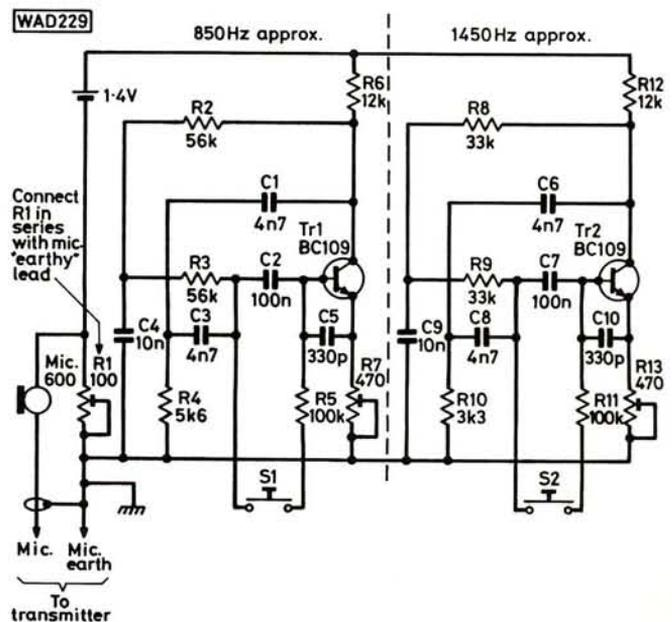 WAD229
850Hz approx.
1450Hz approx.
1·4V
R6
12k
R12
12k
R2
56k
R8
33k
Connect
R1 in
series
with mic.
"earthy"
lead
C1
4n7
C6
4n7
Tr1
BC109
Tr2
BC109
R3
56k
C2
100n
R9
33k
C7
100n
C4
10n
C3
4n7
C5
330p
C9
10n
C8
4n7
C10
330p
Mic.
600
R1
100
R4
5k6
R5
100k
R7
470
R10
3k3
R11
100k
R13
470
S1
S2
Mic.
Mic.
earth
To
transmitter